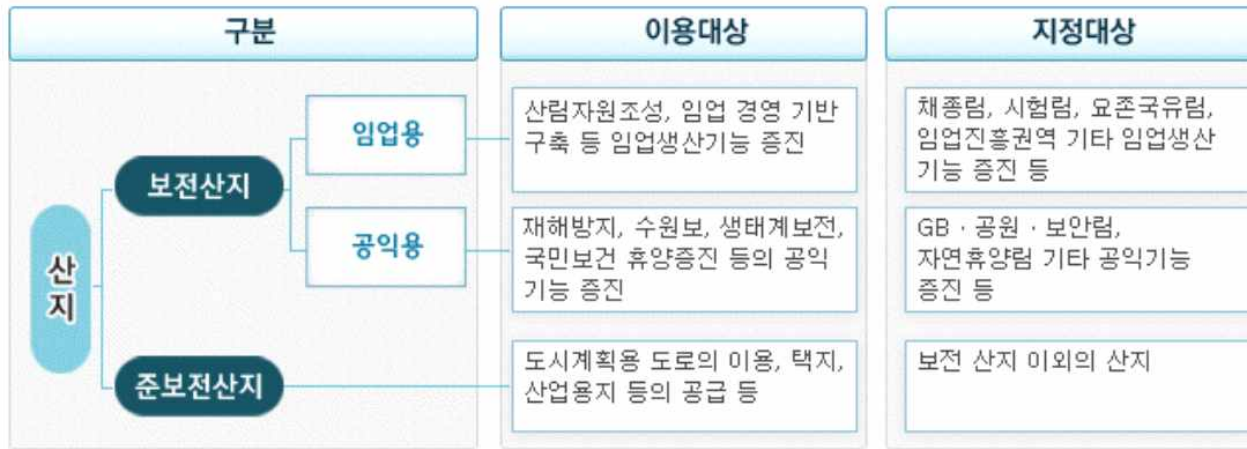 구분
이용대상
지정대상
산지
보전산지
임업용
산림자원조성, 임업 경영 기반
구축 등 임업생산기능 증진
채종림, 시험림, 요존국유림,
임업진흥권역 기타 임업생산
기능 증진 등
공익용
재해방지, 수원보, 생태계보전,
국민보건 휴양증진 등의 공익
기능 증진
GB · 공원 · 보안림,
자연휴양림 기타 공익기능
증진 등
준보전산지
도시계획용 도로의 이용, 택지,
산업용지 등의 공급 등
보전 산지 이외의 산지